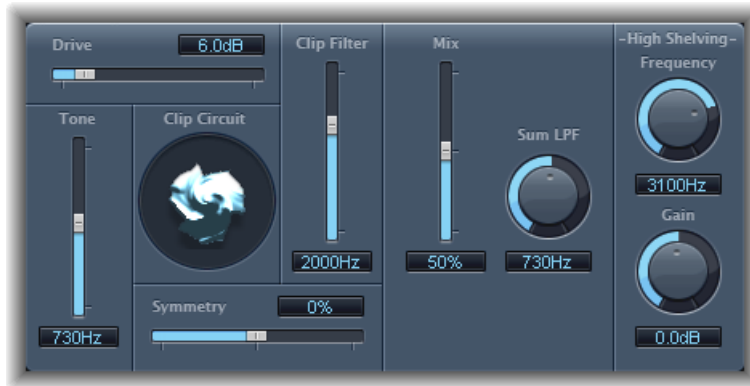 Drive 6.0dB
Tone
730Hz
Clip Circuit
Symmetry 0%
Clip Filter
2000Hz
Mix
50%
Sum LPF
730Hz
-High Shelving-
Frequency
3100Hz
Gain
0.0dB